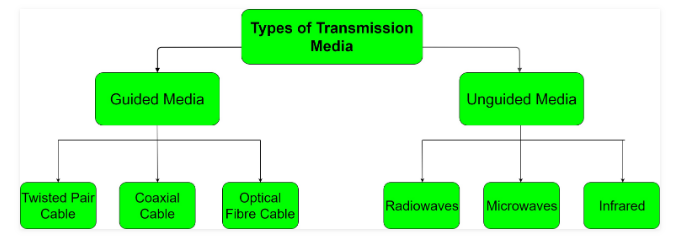 Types of Transmission
Media
Guided Media
Unguided Media
Twisted Pair
Cable
Coaxial
Cable
Optical
Fibre Cable
Radiowaves
Microwaves
Infrared